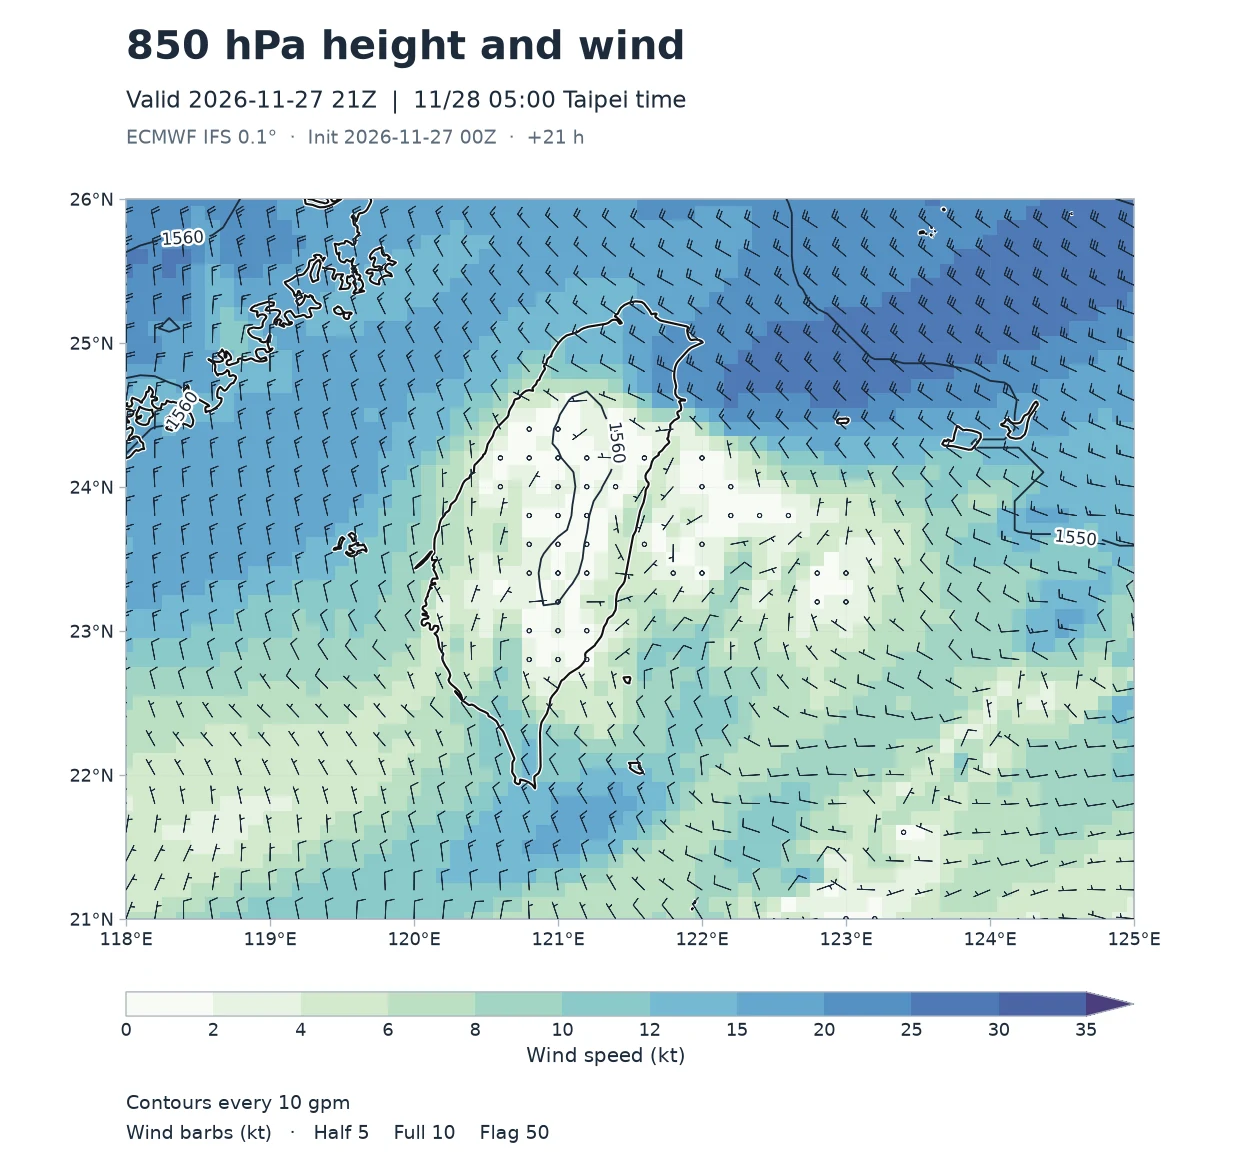 850 hPa height and wind
Valid 2026-11-27 21Z | 11/28 05:00 Taipei time
ECMWF IFS 0.1° · Init 2026-11-27 00Z · +21 h
26°N
1560
25°N
1560
1560
24°N
1550
23°N
22°N
21°N
118°E 119°E 120°E 121°E 122°E 123°E 124°E 125°E
0 2 4 6 8 10 12 15 20 25 30 35
Wind speed (kt)
Contours every 10 gpm
Wind barbs (kt) · Half 5 Full 10 Flag 50